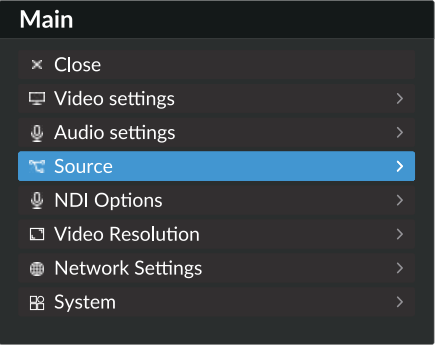 Main
Close
Video settings
Audio settings
Source
NDI Options
Video Resolution
Network Settings
System